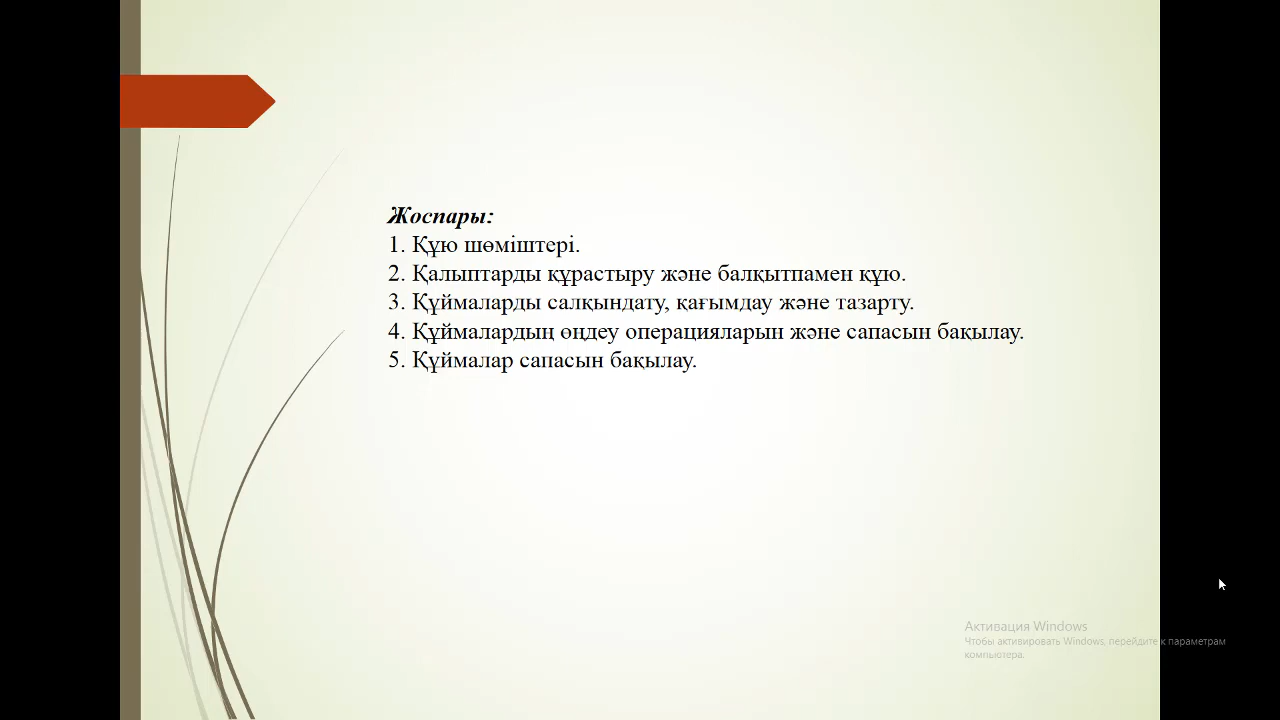 Жоспары:
1. Құю шөміштері.
2. Қалыптарды құрастыру және балқытпамен құю.
3. Құймаларды салқындату, қағымдау және тазарту.
4. Құймалардың өңдеу операцияларын және сапасын бақылау.
5. Құймалар сапасын бақылау.
Активация Windows
Чтобы активировать Windows, перейдите к параметрам
компьютера.